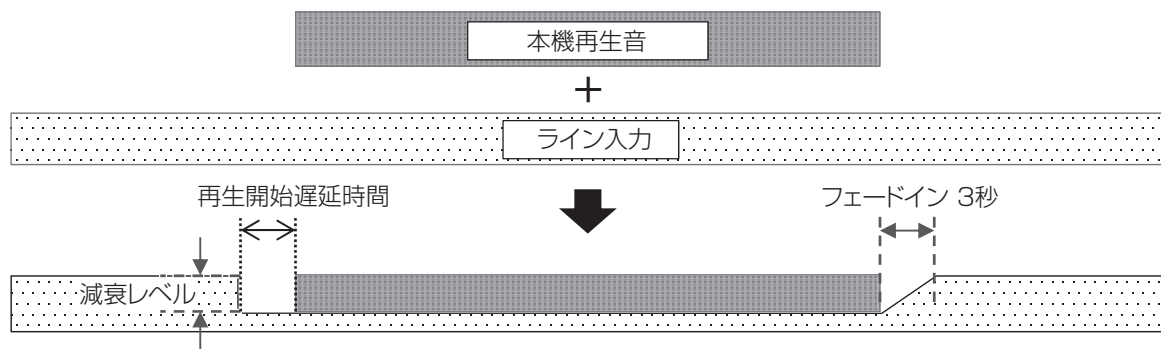 本機再生音
+
ライン入力
再生開始遅延時間
フェードイン 3秒
減衰レベル